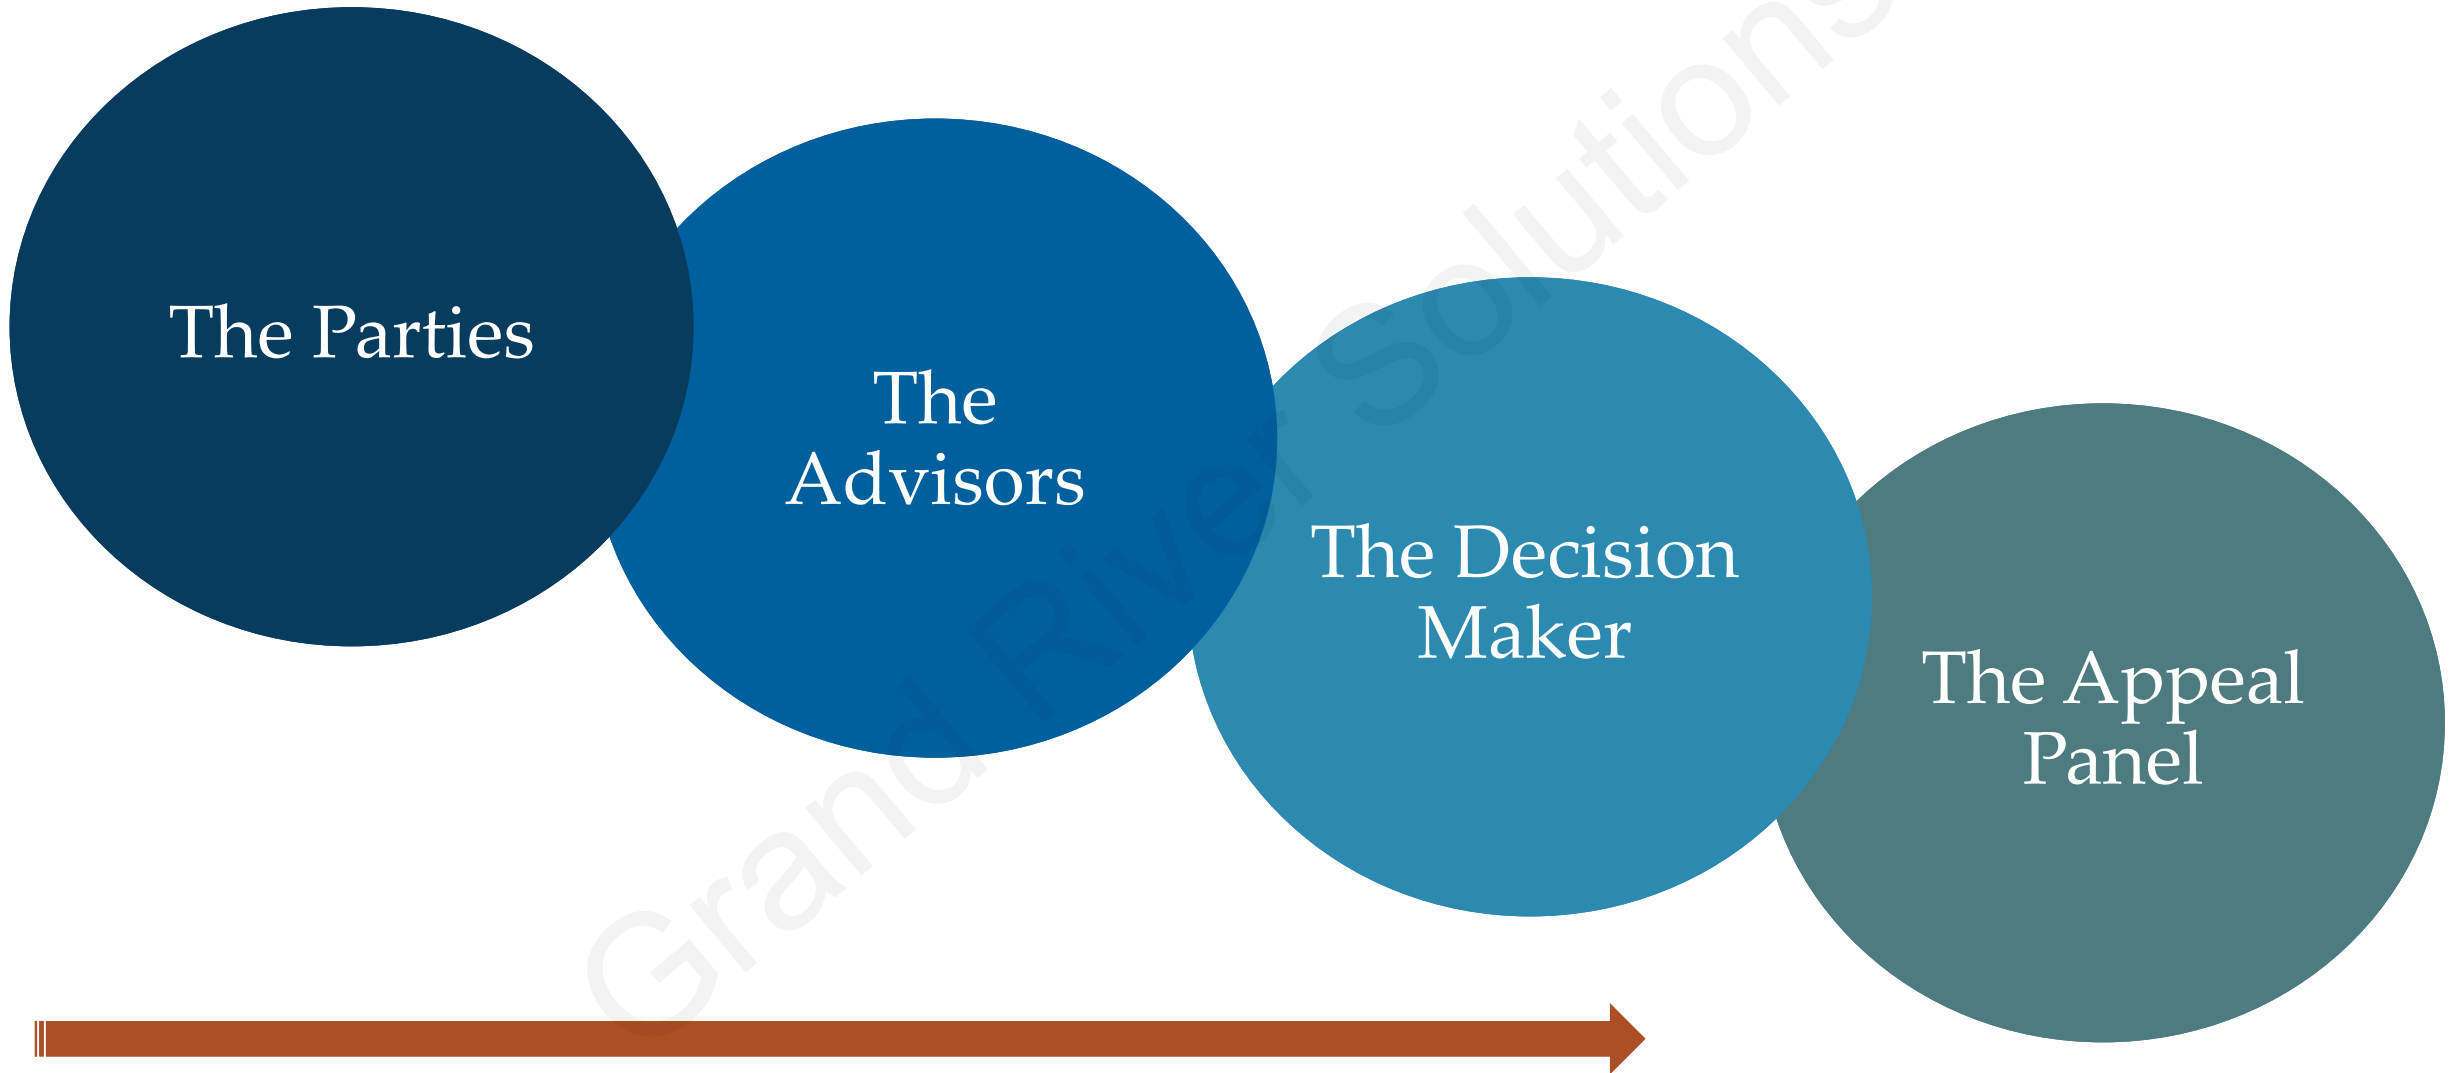 The Parties
The
Advisors
The Decision
Maker
The Appeal
Panel
Grand River Solutions